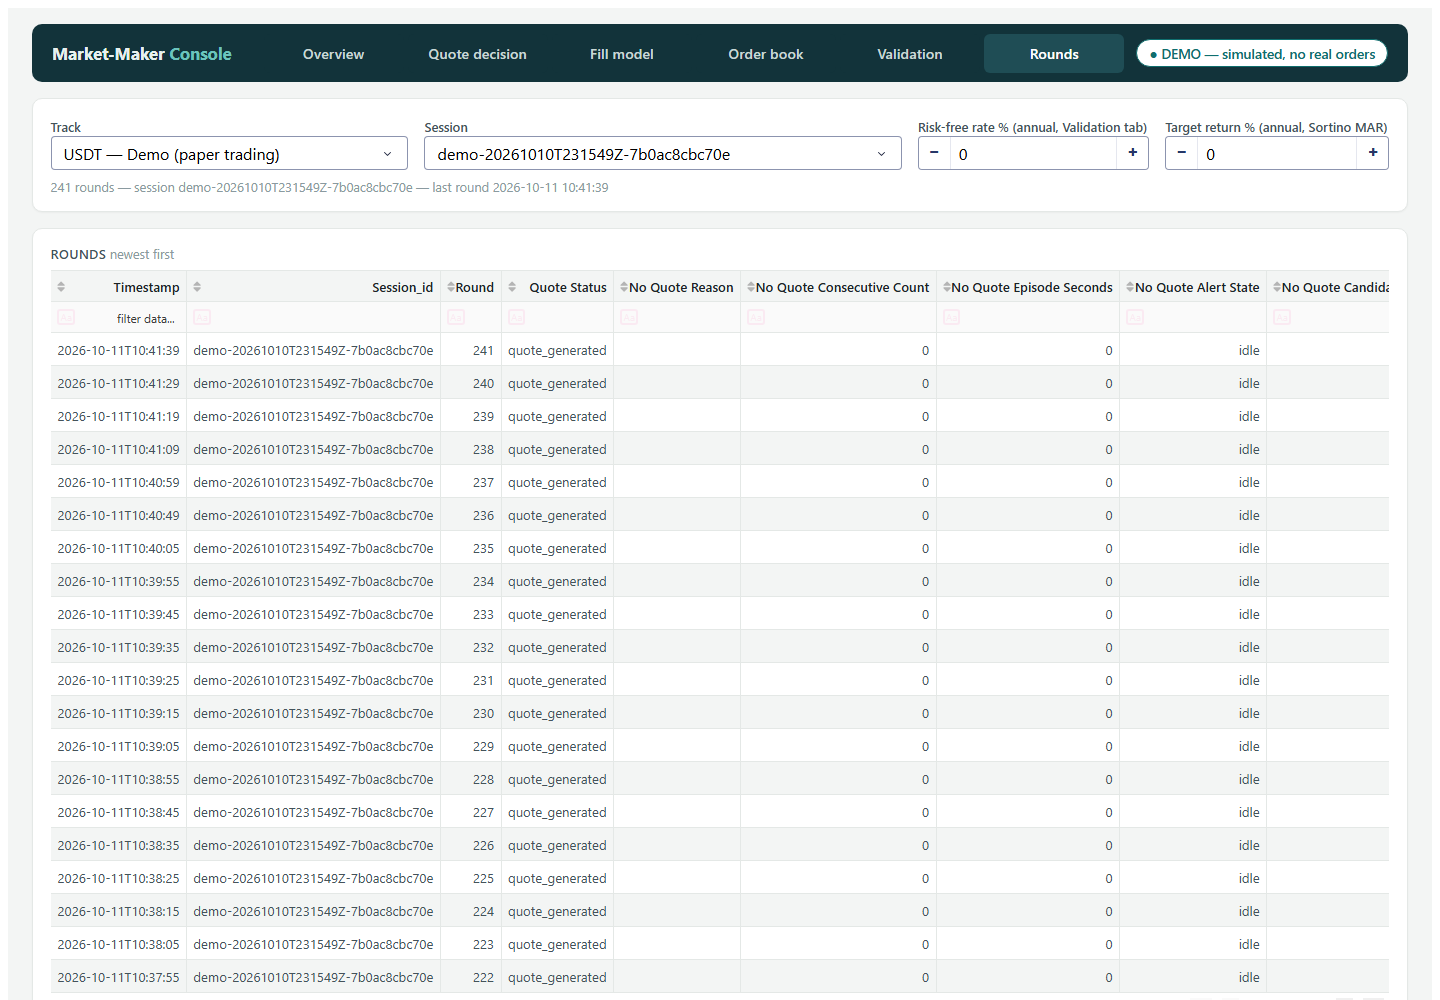 Market-Maker Console Overview Quote decision Fill model Order book Validation Rounds ● DEMO — simulated, no real orders
Track Session Risk-free rate % (annual, Validation tab) Target return % (annual, Sortino MAR)
USDT — Demo (paper trading) demo-20261010T231549Z-7b0ac8cbc70e − 0 + − 0 +
241 rounds — session demo-20261010T231549Z-7b0ac8cbc70e — last round 2026-10-11 10:41:39
ROUNDS newest first
Timestamp Session_id Round Quote Status No Quote Reason No Quote Consecutive Count No Quote Episode Seconds No Quote Alert State No Quote Candida
filter data...
2026-10-11T10:41:39 demo-20261010T231549Z-7b0ac8cbc70e 241 quote_generated 0 0 idle
2026-10-11T10:41:29 demo-20261010T231549Z-7b0ac8cbc70e 240 quote_generated 0 0 idle
2026-10-11T10:41:19 demo-20261010T231549Z-7b0ac8cbc70e 239 quote_generated 0 0 idle
2026-10-11T10:41:09 demo-20261010T231549Z-7b0ac8cbc70e 238 quote_generated 0 0 idle
2026-10-11T10:40:59 demo-20261010T231549Z-7b0ac8cbc70e 237 quote_generated 0 0 idle
2026-10-11T10:40:49 demo-20261010T231549Z-7b0ac8cbc70e 236 quote_generated 0 0 idle
2026-10-11T10:40:05 demo-20261010T231549Z-7b0ac8cbc70e 235 quote_generated 0 0 idle
2026-10-11T10:39:55 demo-20261010T231549Z-7b0ac8cbc70e 234 quote_generated 0 0 idle
2026-10-11T10:39:45 demo-20261010T231549Z-7b0ac8cbc70e 233 quote_generated 0 0 idle
2026-10-11T10:39:35 demo-20261010T231549Z-7b0ac8cbc70e 232 quote_generated 0 0 idle
2026-10-11T10:39:25 demo-20261010T231549Z-7b0ac8cbc70e 231 quote_generated 0 0 idle
2026-10-11T10:39:15 demo-20261010T231549Z-7b0ac8cbc70e 230 quote_generated 0 0 idle
2026-10-11T10:39:05 demo-20261010T231549Z-7b0ac8cbc70e 229 quote_generated 0 0 idle
2026-10-11T10:38:55 demo-20261010T231549Z-7b0ac8cbc70e 228 quote_generated 0 0 idle
2026-10-11T10:38:45 demo-20261010T231549Z-7b0ac8cbc70e 227 quote_generated 0 0 idle
2026-10-11T10:38:35 demo-20261010T231549Z-7b0ac8cbc70e 226 quote_generated 0 0 idle
2026-10-11T10:38:25 demo-20261010T231549Z-7b0ac8cbc70e 225 quote_generated 0 0 idle
2026-10-11T10:38:15 demo-20261010T231549Z-7b0ac8cbc70e 224 quote_generated 0 0 idle
2026-10-11T10:38:05 demo-20261010T231549Z-7b0ac8cbc70e 223 quote_generated 0 0 idle
2026-10-11T10:37:55 demo-20261010T231549Z-7b0ac8cbc70e 222 quote_generated 0 0 idle